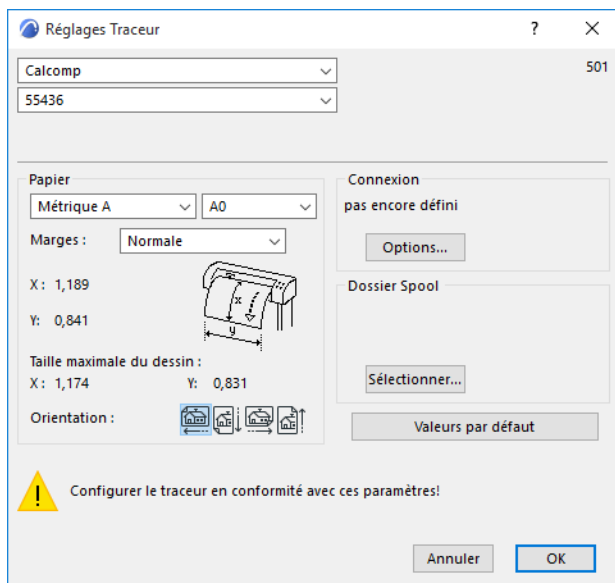 Réglages Traceur
?
Calcomp
501
55436
Papier
Métrique A
A0
Marges :
Normale
X : 1,189
x
Y: 0,841
y
Taille maximale du dessin :
X : 1,174 Y: 0,831
Orientation :
Connexion
pas encore défini
Options...
Dossier Spool
Sélectionner...
Valeurs par défaut
Configurer le traceur en conformité avec ces paramètres!
Annuler
OK